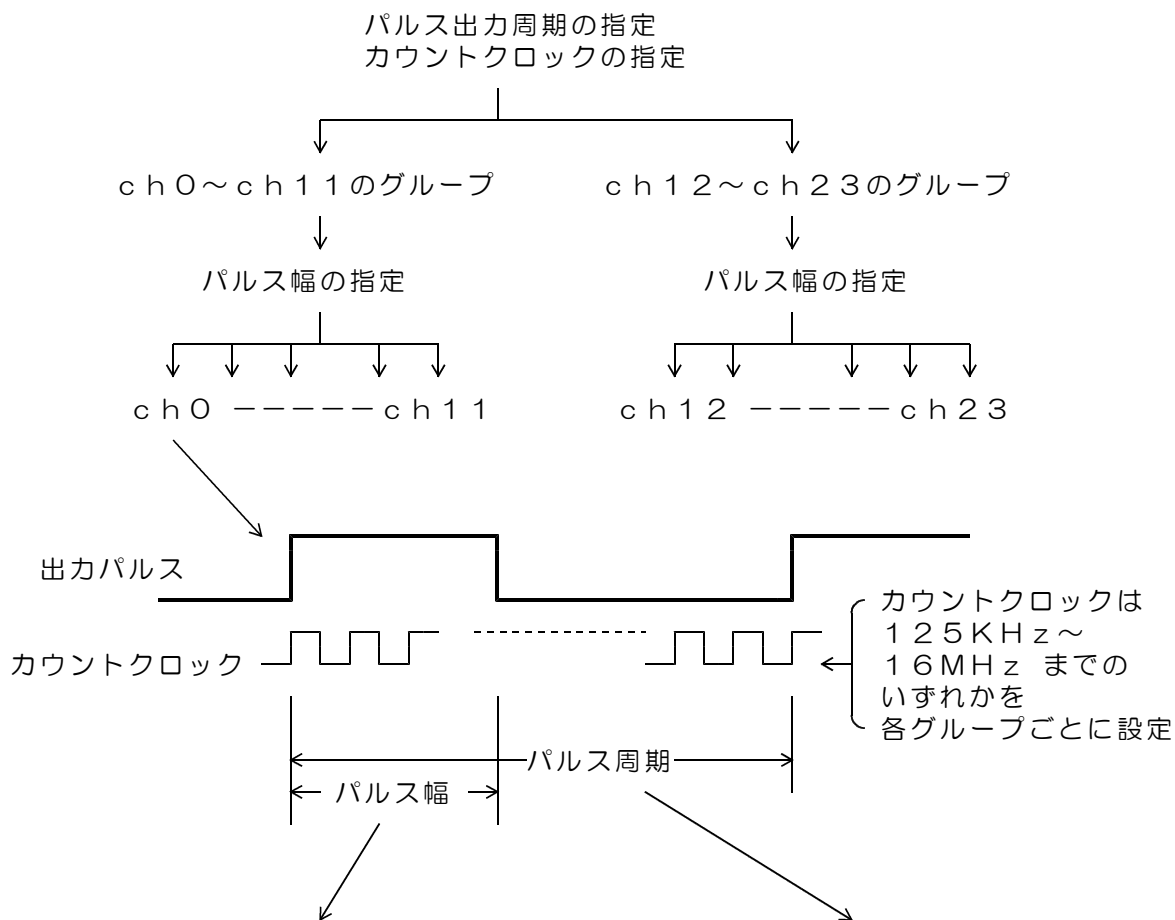 パルス出力周期の指定
カウントクロックの指定
ch0～ch11のグループ
ch12～ch23のグループ
パルス幅の指定
パルス幅の指定
ch0 －－－－－ch11
ch12 －－－－－ch23
出力パルス
カウントクロック
カウントクロックは
125KHz～
16MHz までの
いずれかを
各グループごとに設定
パルス周期
パルス幅